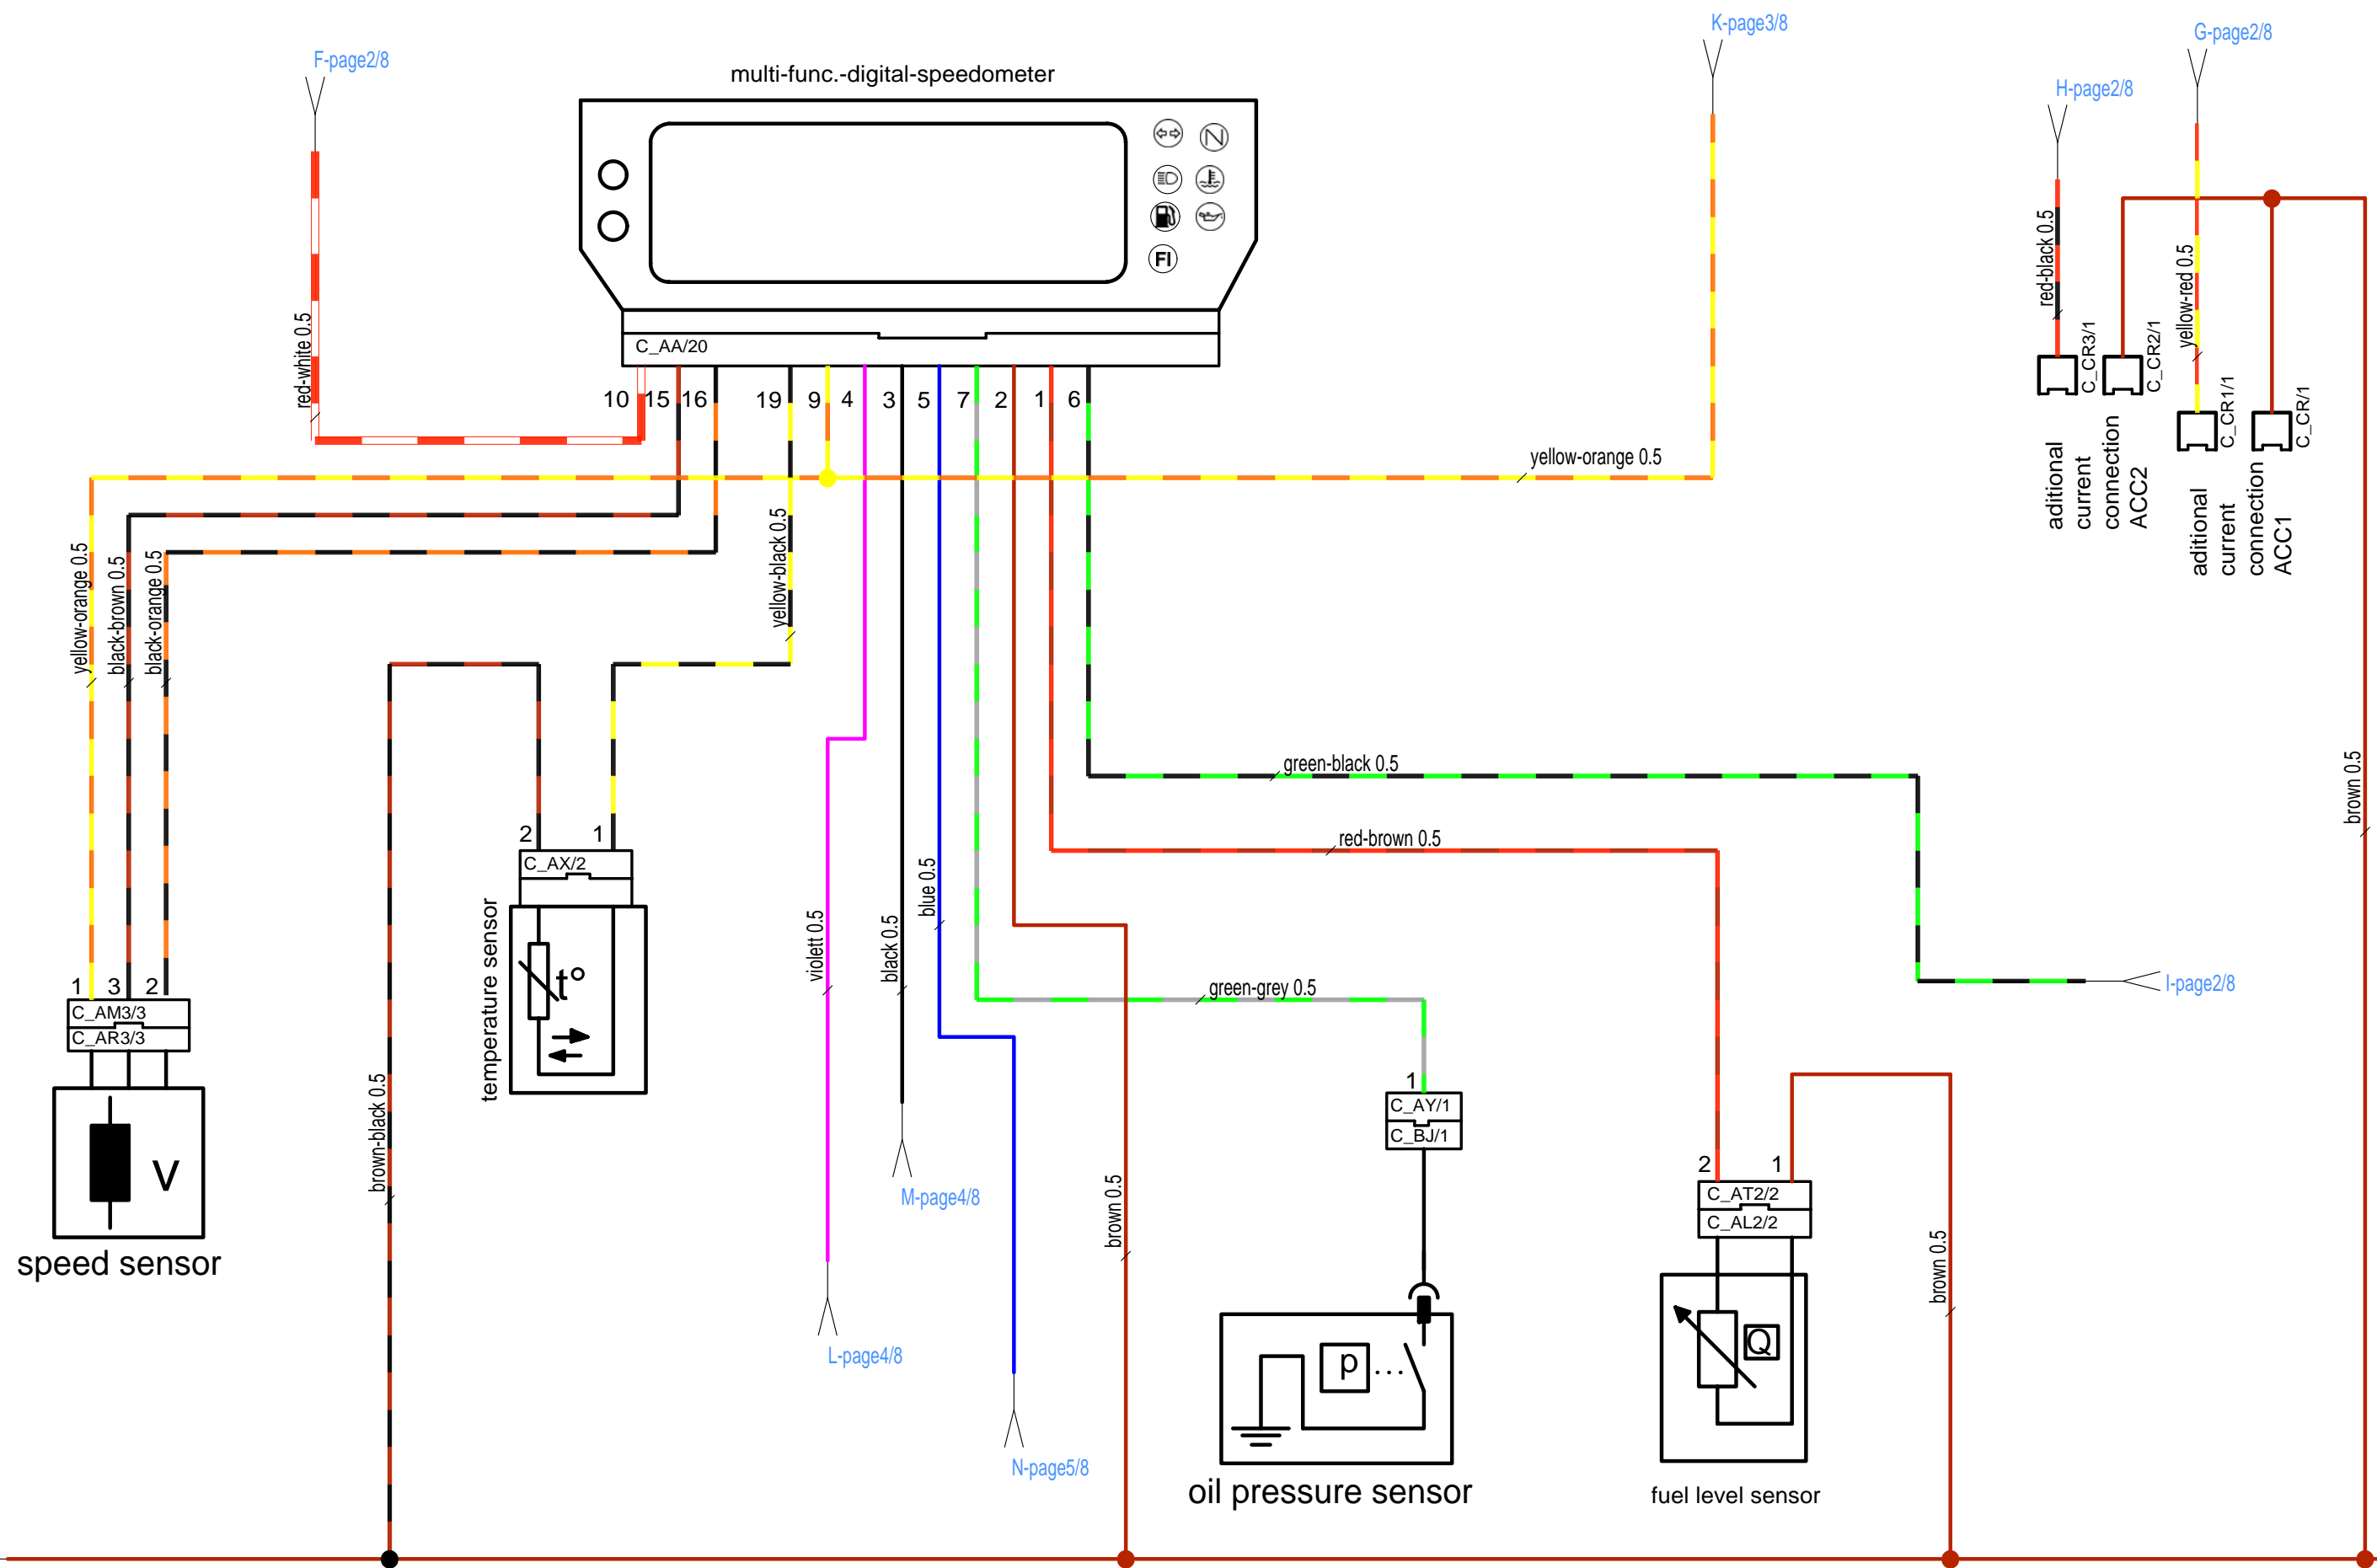 K-page3/8
G-page2/8
F-page2/8
multi-func.-digital-speedometer
H-page2/8
FI
C_AA/20
red-white 0.5
red-black 0.5
yellow-red 0.5
C_CR3/1
C_CR2/1
C_CR1/1
C_CR/1
10 15 16 19 9 4 3 5 7 2 1 6
aditional
current
connection
ACC2
aditional
current
connection
ACC1
yellow-orange 0.5
yellow-orange 0.5
black-brown 0.5
black-orange 0.5
yellow-black 0.5
green-black 0.5
brown 0.5
red-brown 0.5
2 1
C_AX/2
temperature sensor
t°
violett 0.5
black 0.5
blue 0.5
green-grey 0.5
I-page2/8
1 3 2
C_AM3/3
C_AR3/3
V
speed sensor
brown-black 0.5
1
C_AY/1
C_BJ/1
M-page4/8
brown 0.5
2 1
C_AT2/2
C_AL2/2
brown 0.5
L-page4/8
p
Q
N-page5/8
oil pressure sensor
fuel level sensor